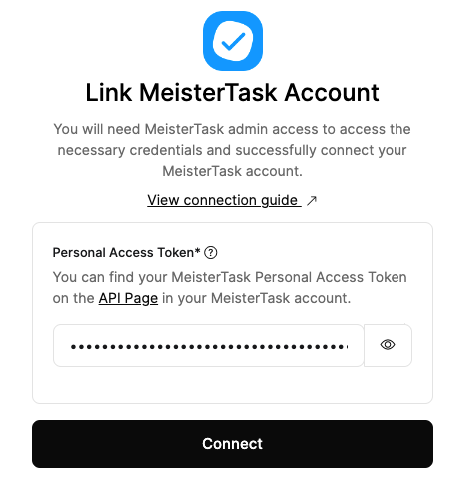 Link MeisterTask Account
You will need MeisterTask admin access to access the
necessary credentials and successfully connect your
MeisterTask account.
View connection guide ↗
Personal Access Token*
You can find your MeisterTask Personal Access Token
on the API Page in your MeisterTask account.
Connect